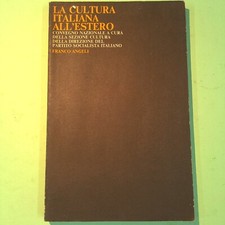 LA CULTURA
ITALIANA
ALL'ESTERO
CONVEGNO NAZIONALE A CURA
DELLA SEZIONE CULTURA
DELLA DIREZIONE DEL
PARTITO SOCIALISTA ITALIANO
FRANCO ANGELI